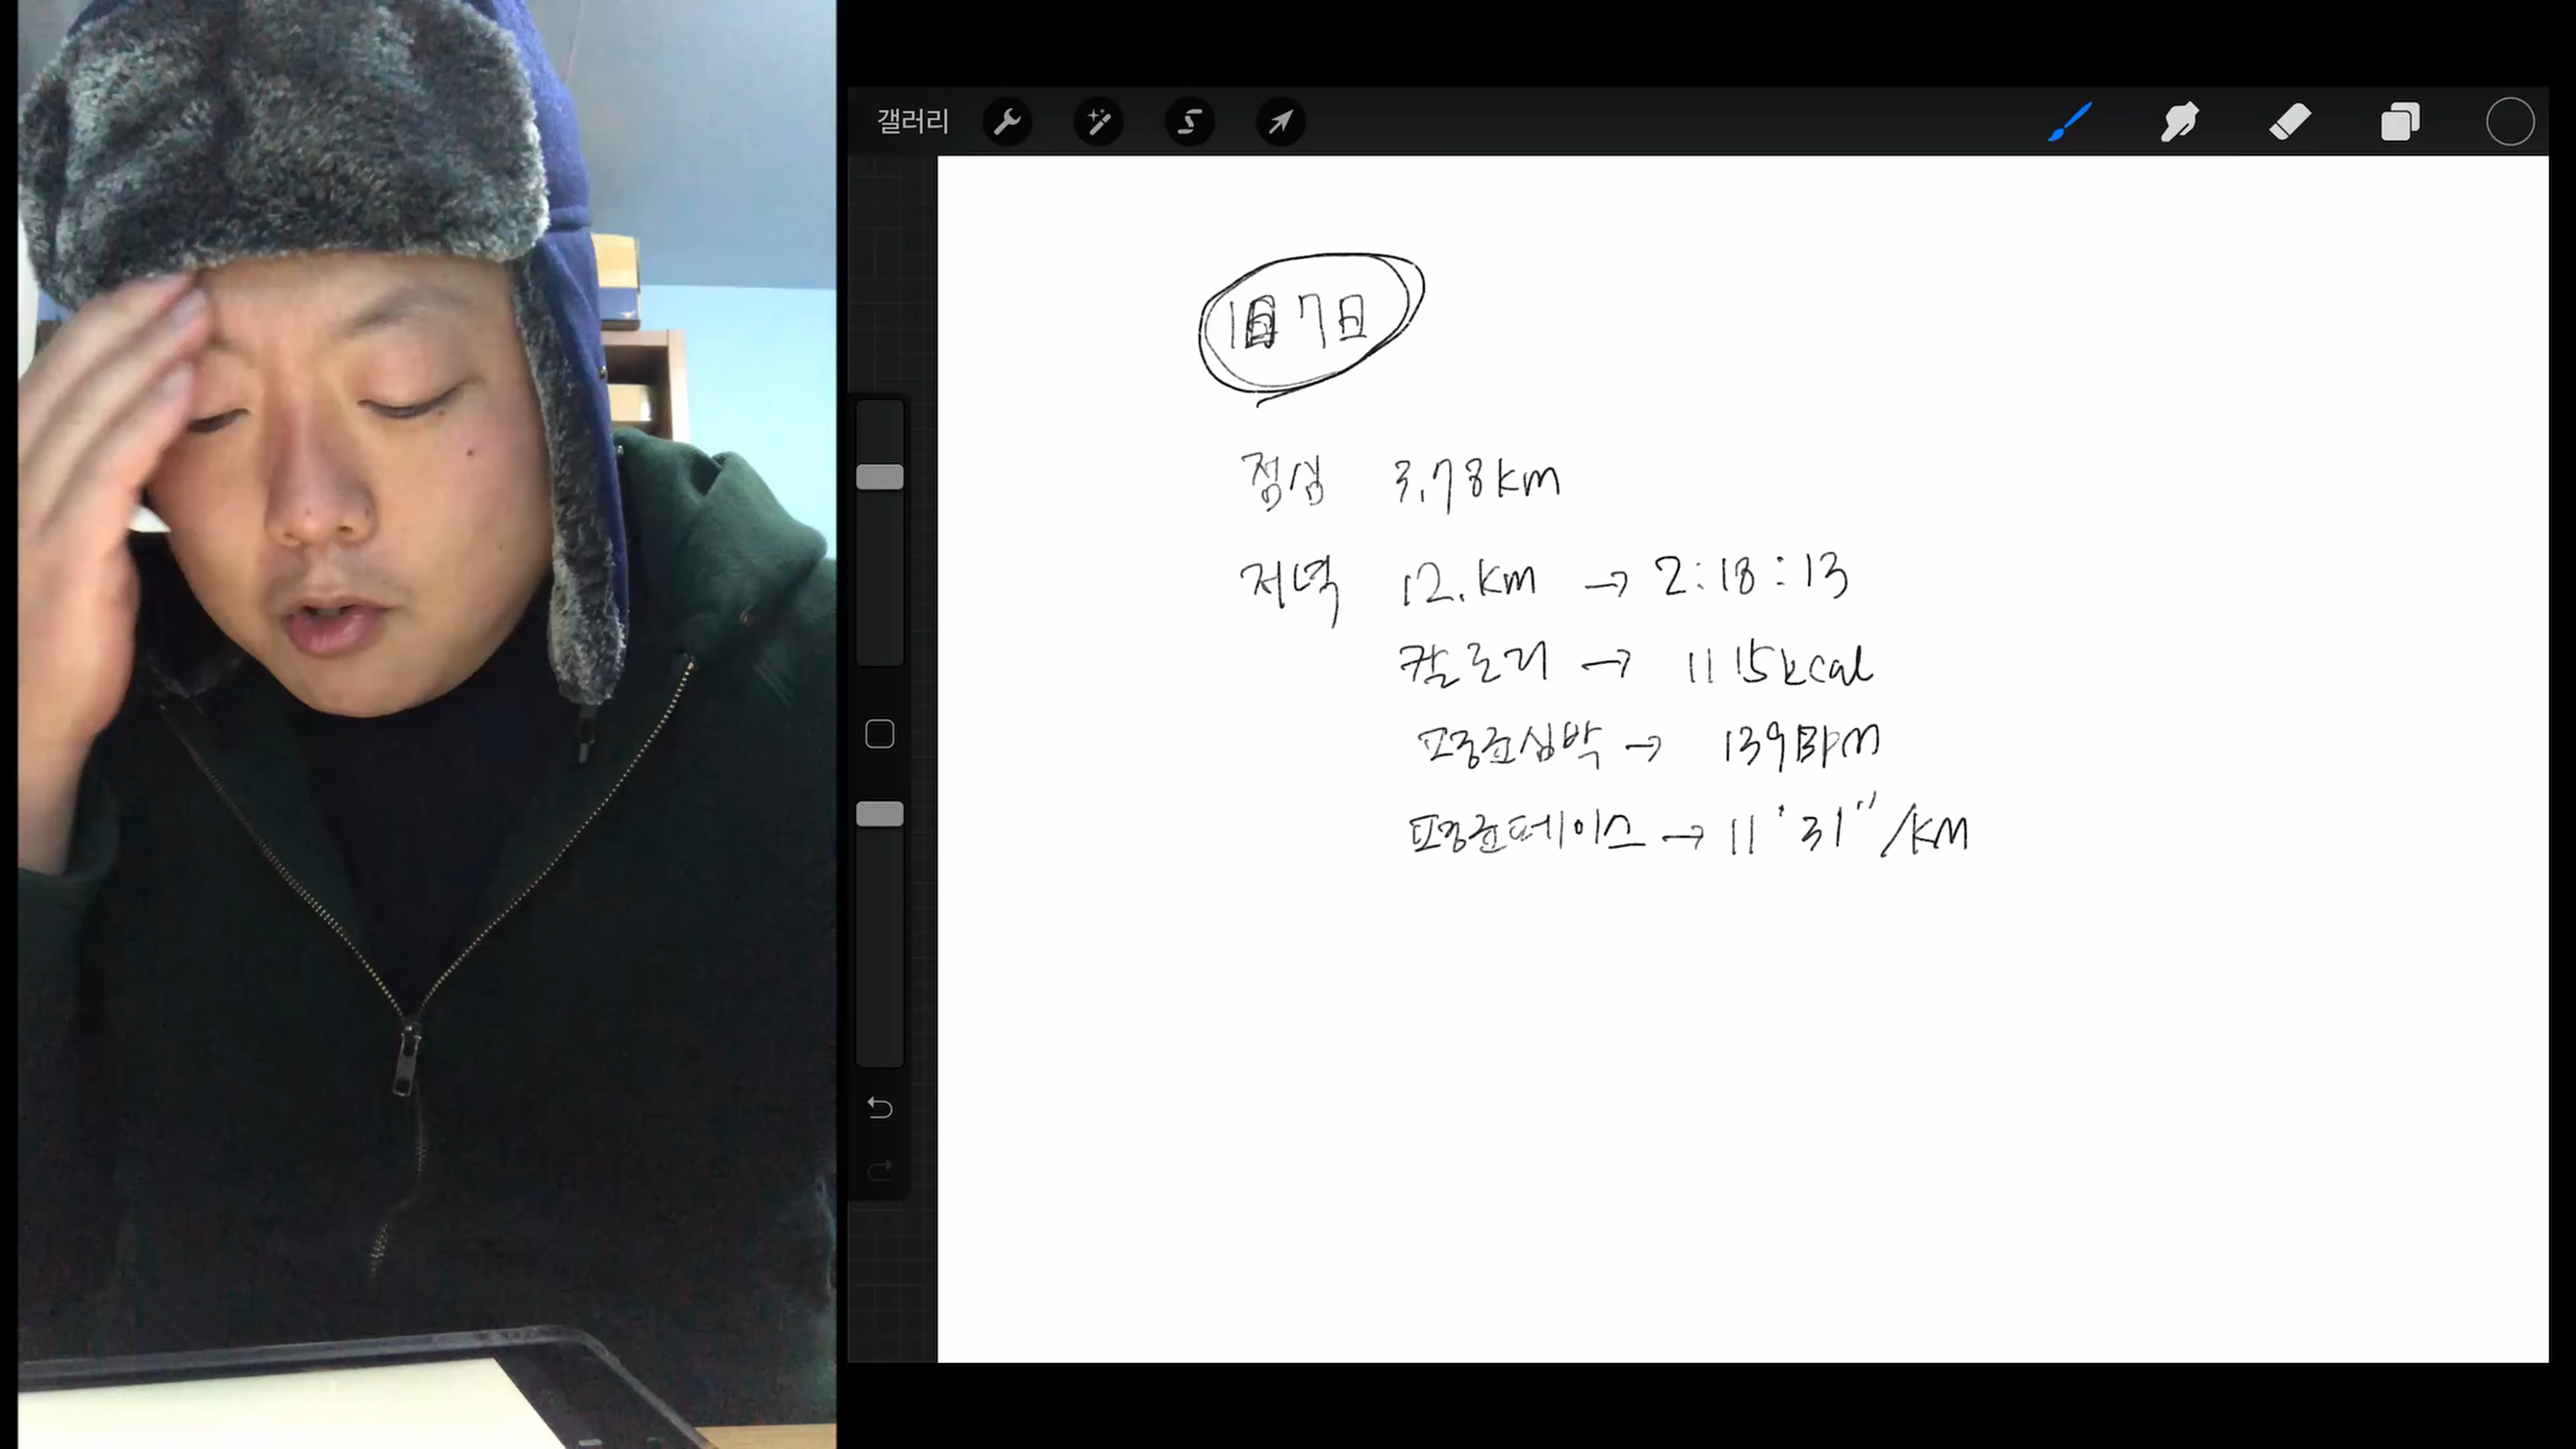 갤러리
1月 7日
점심 3.78km
저녁 12.km → 2:18:13
칼로리 → 1115kcal
평균심박 → 139BPM
평균페이스 → 11'31"/KM